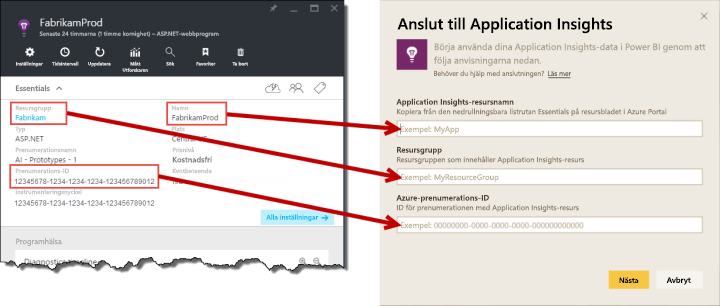 FabrikamProd
Senaste 24 timmarna (1 timme kornighet) – ASP.NET-webbprogram
Inställningar
Tidsintervall
Uppdatera
Mått
Utforskaren
Sök
Favoriter
Ta bort
Essentials
Resursgrupp
Fabrikam
Namn
FabrikamProd
Typ
ASP.NET
Plats
Prenumerationsnamn
AI - Prototypes - 1
Prisnivå
Kostnadsfri
Prenumerations-ID
12345678-1234-1234-1234-123456789012
Instrumenteringsnyckel
12345678-1234-1234-1234-123456789012
Alla inställningar →
Programhälsa
Anslut till Application Insights
Börja använda dina Application Insights-data i Power BI genom att
följa anvisningarna nedan.
Behöver du hjälp med anslutningen? Läs mer
Application Insights-resursnamn
Kopiera från den nedrullningsbara listrutan Essentials på resursbladet i Azure Portal
Exempel: MyApp
Resursgrupp
Resursgruppen som innehåller Application Insights-resurs
Exempel: MyResourceGroup
Azure-prenumerations-ID
ID för prenumerationen med Application Insights-resurs
Exempel: 00000000-0000-0000-0000-000000000000
Nästa
Avbryt